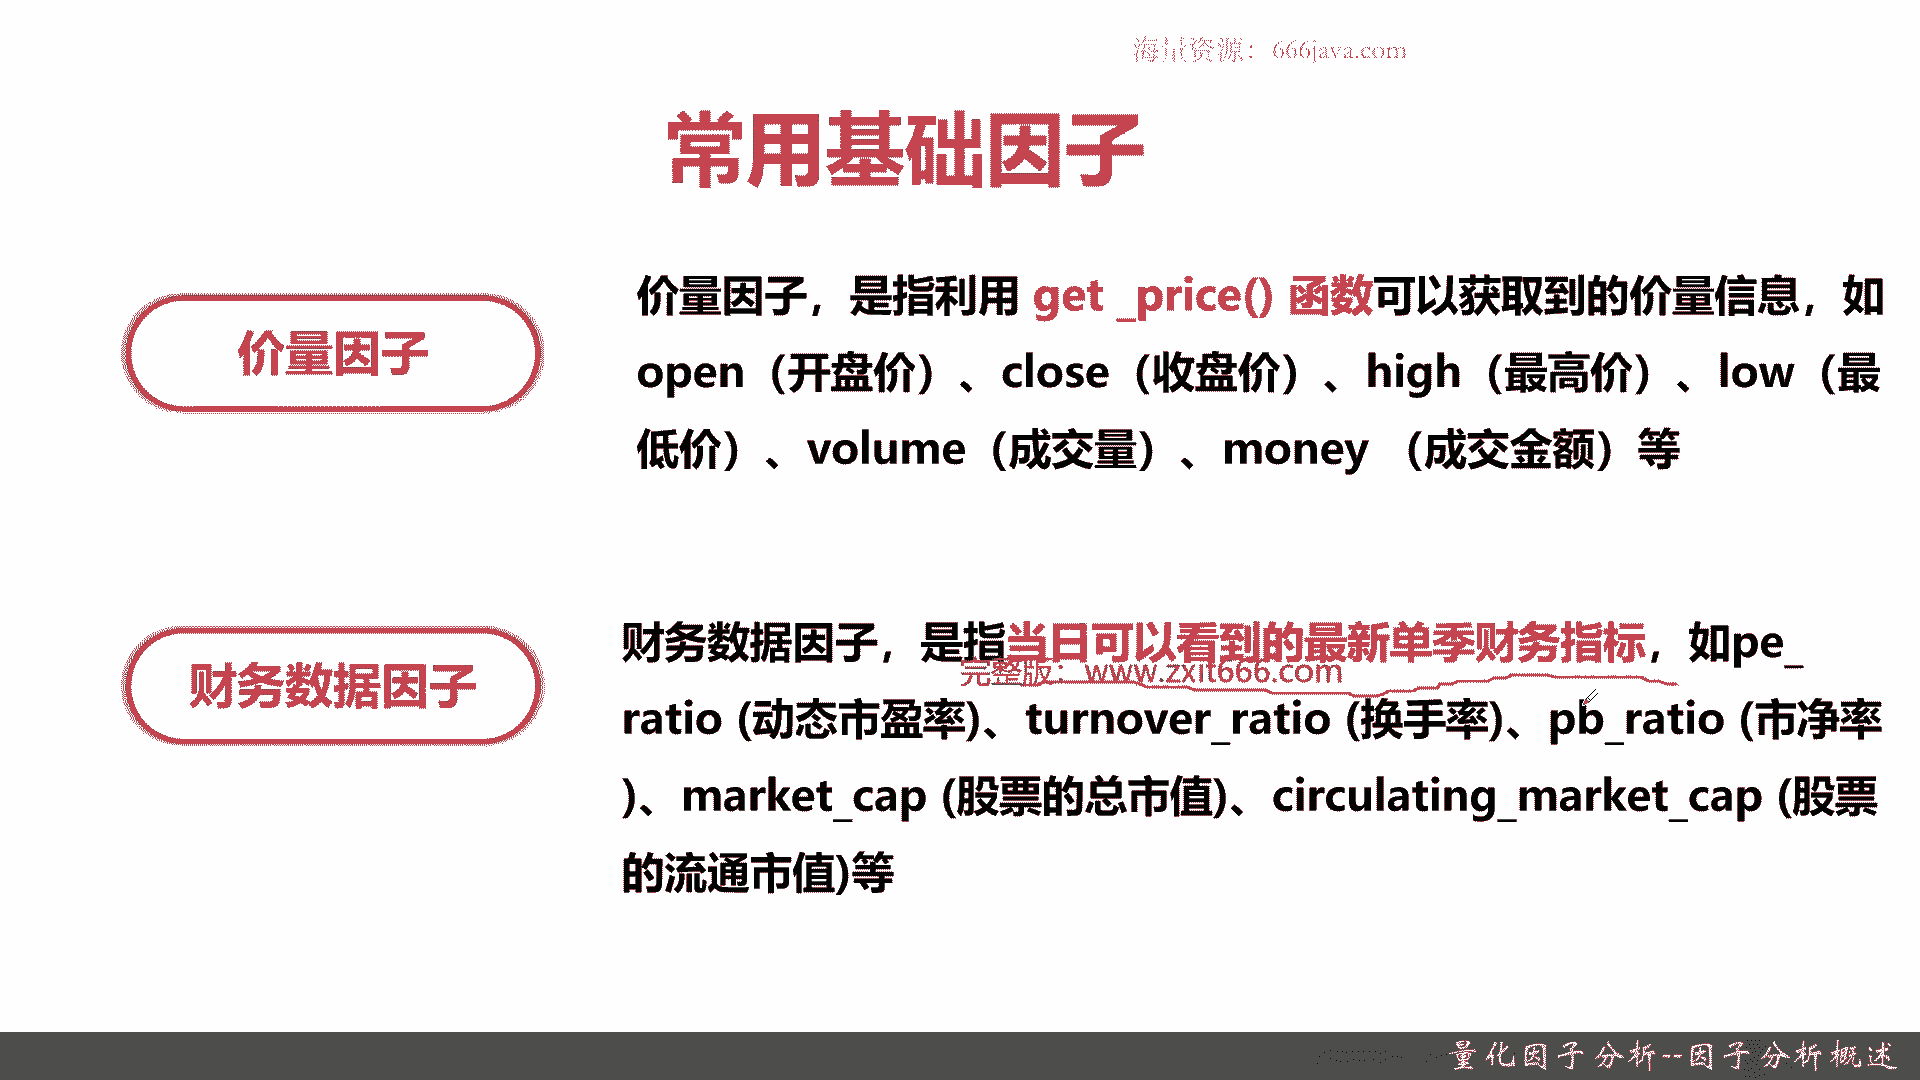 海量资源：666java.com
常用基础因子
价量因子
价量因子，是指利用 get _price() 函数可以获取到的价量信息，如
open（开盘价）、close（收盘价）、high（最高价）、low（最
低价）、volume（成交量）、money （成交金额）等
财务数据因子
财务数据因子，是指当日可以看到的最新单季财务指标，如pe_
完整版：www.zxit666.com
ratio (动态市盈率)、turnover_ratio (换手率)、pb_ratio (市净率
)、market_cap (股票的总市值)、circulating_market_cap (股票
的流通市值)等
量化因子分析--因子分析概述